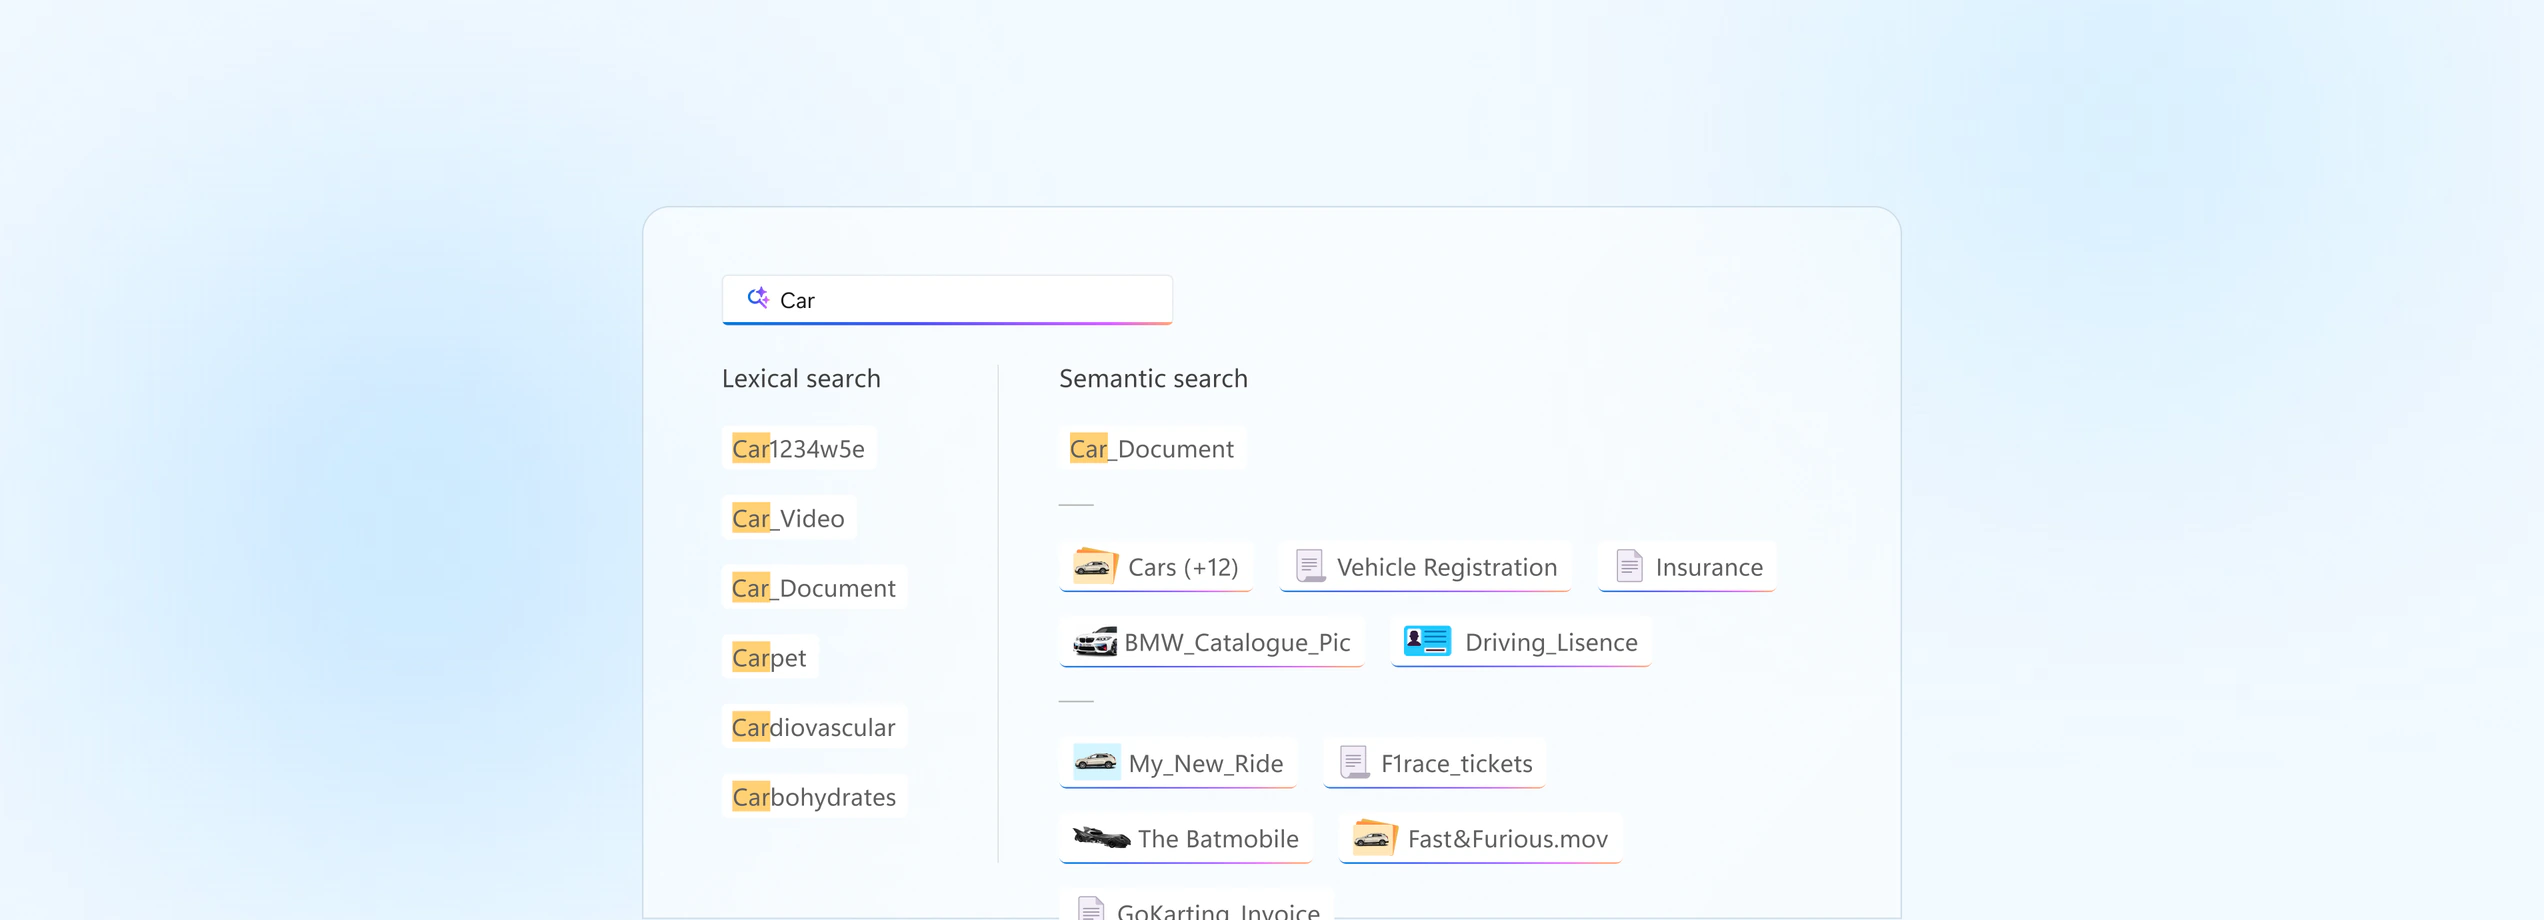 Car
Lexical search
Car1234w5e
Car_Video
Car_Document
Carpet
Cardiovascular
Carbohydrates
Semantic search
Car_Document
Cars (+12) Vehicle Registration Insurance
BMW_Catalogue_Pic Driving_Lisence
My_New_Ride F1race_tickets
The Batmobile Fast&Furious.mov
GoKarting_Invoice